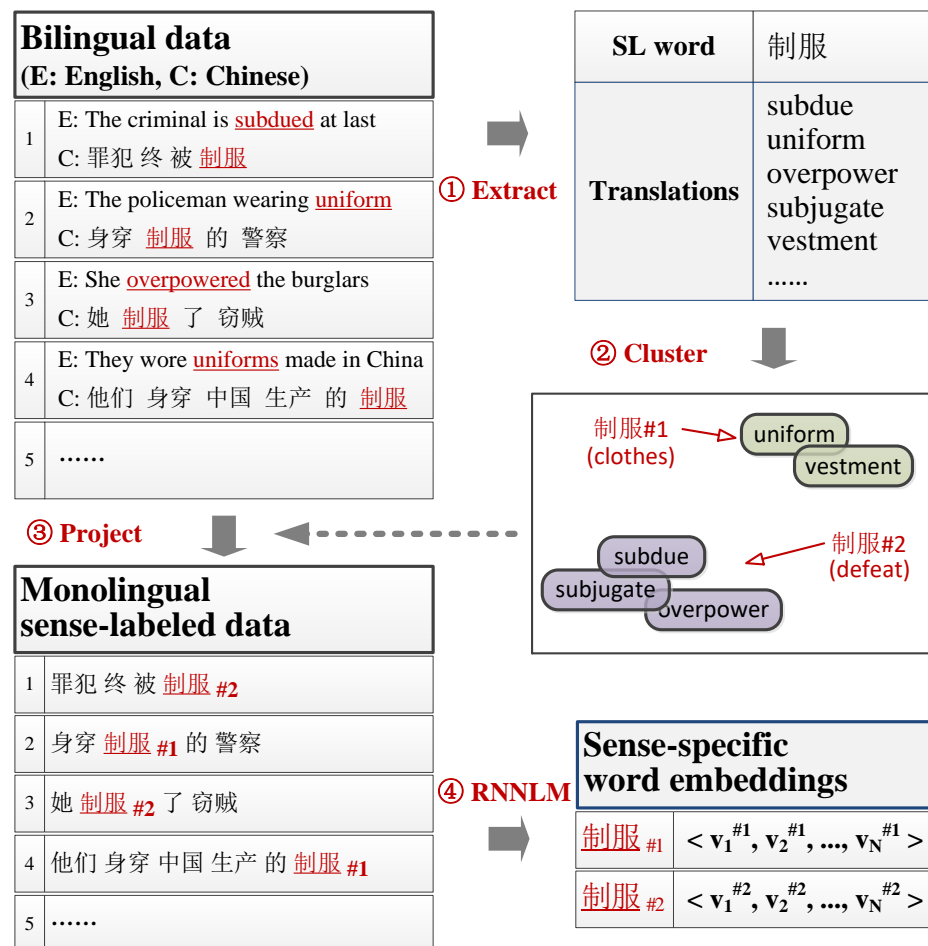 Bilingual data
(E: English, C: Chinese)
1
E: The criminal is subdued at last
C: 罪犯 终 被 制服
2
E: The policeman wearing uniform
C: 身穿 制服 的 警察
3
E: She overpowered the burglars
C: 她 制服 了 窃贼
4
E: They wore uniforms made in China
C: 他们 身穿 中国 生产 的 制服
5
......
① Extract
SL word
制服
Translations
subdue
uniform
overpower
subjugate
vestment
......
② Cluster
制服#1
(clothes)
uniform
vestment
制服#2
(defeat)
subdue
subjugate
overpower
③ Project
Monolingual
sense-labeled data
1 罪犯 终 被 制服 #2
2 身穿 制服 #1 的 警察
3 她 制服 #2 了 窃贼
4 他们 身穿 中国 生产 的 制服 #1
5 ......
④ RNNLM
Sense-specific
word embeddings
制服 #1 < v₁^#1, v₂^#1, ..., v_N^#1 >
制服 #2 < v₁^#2, v₂^#2, ..., v_N^#2 >